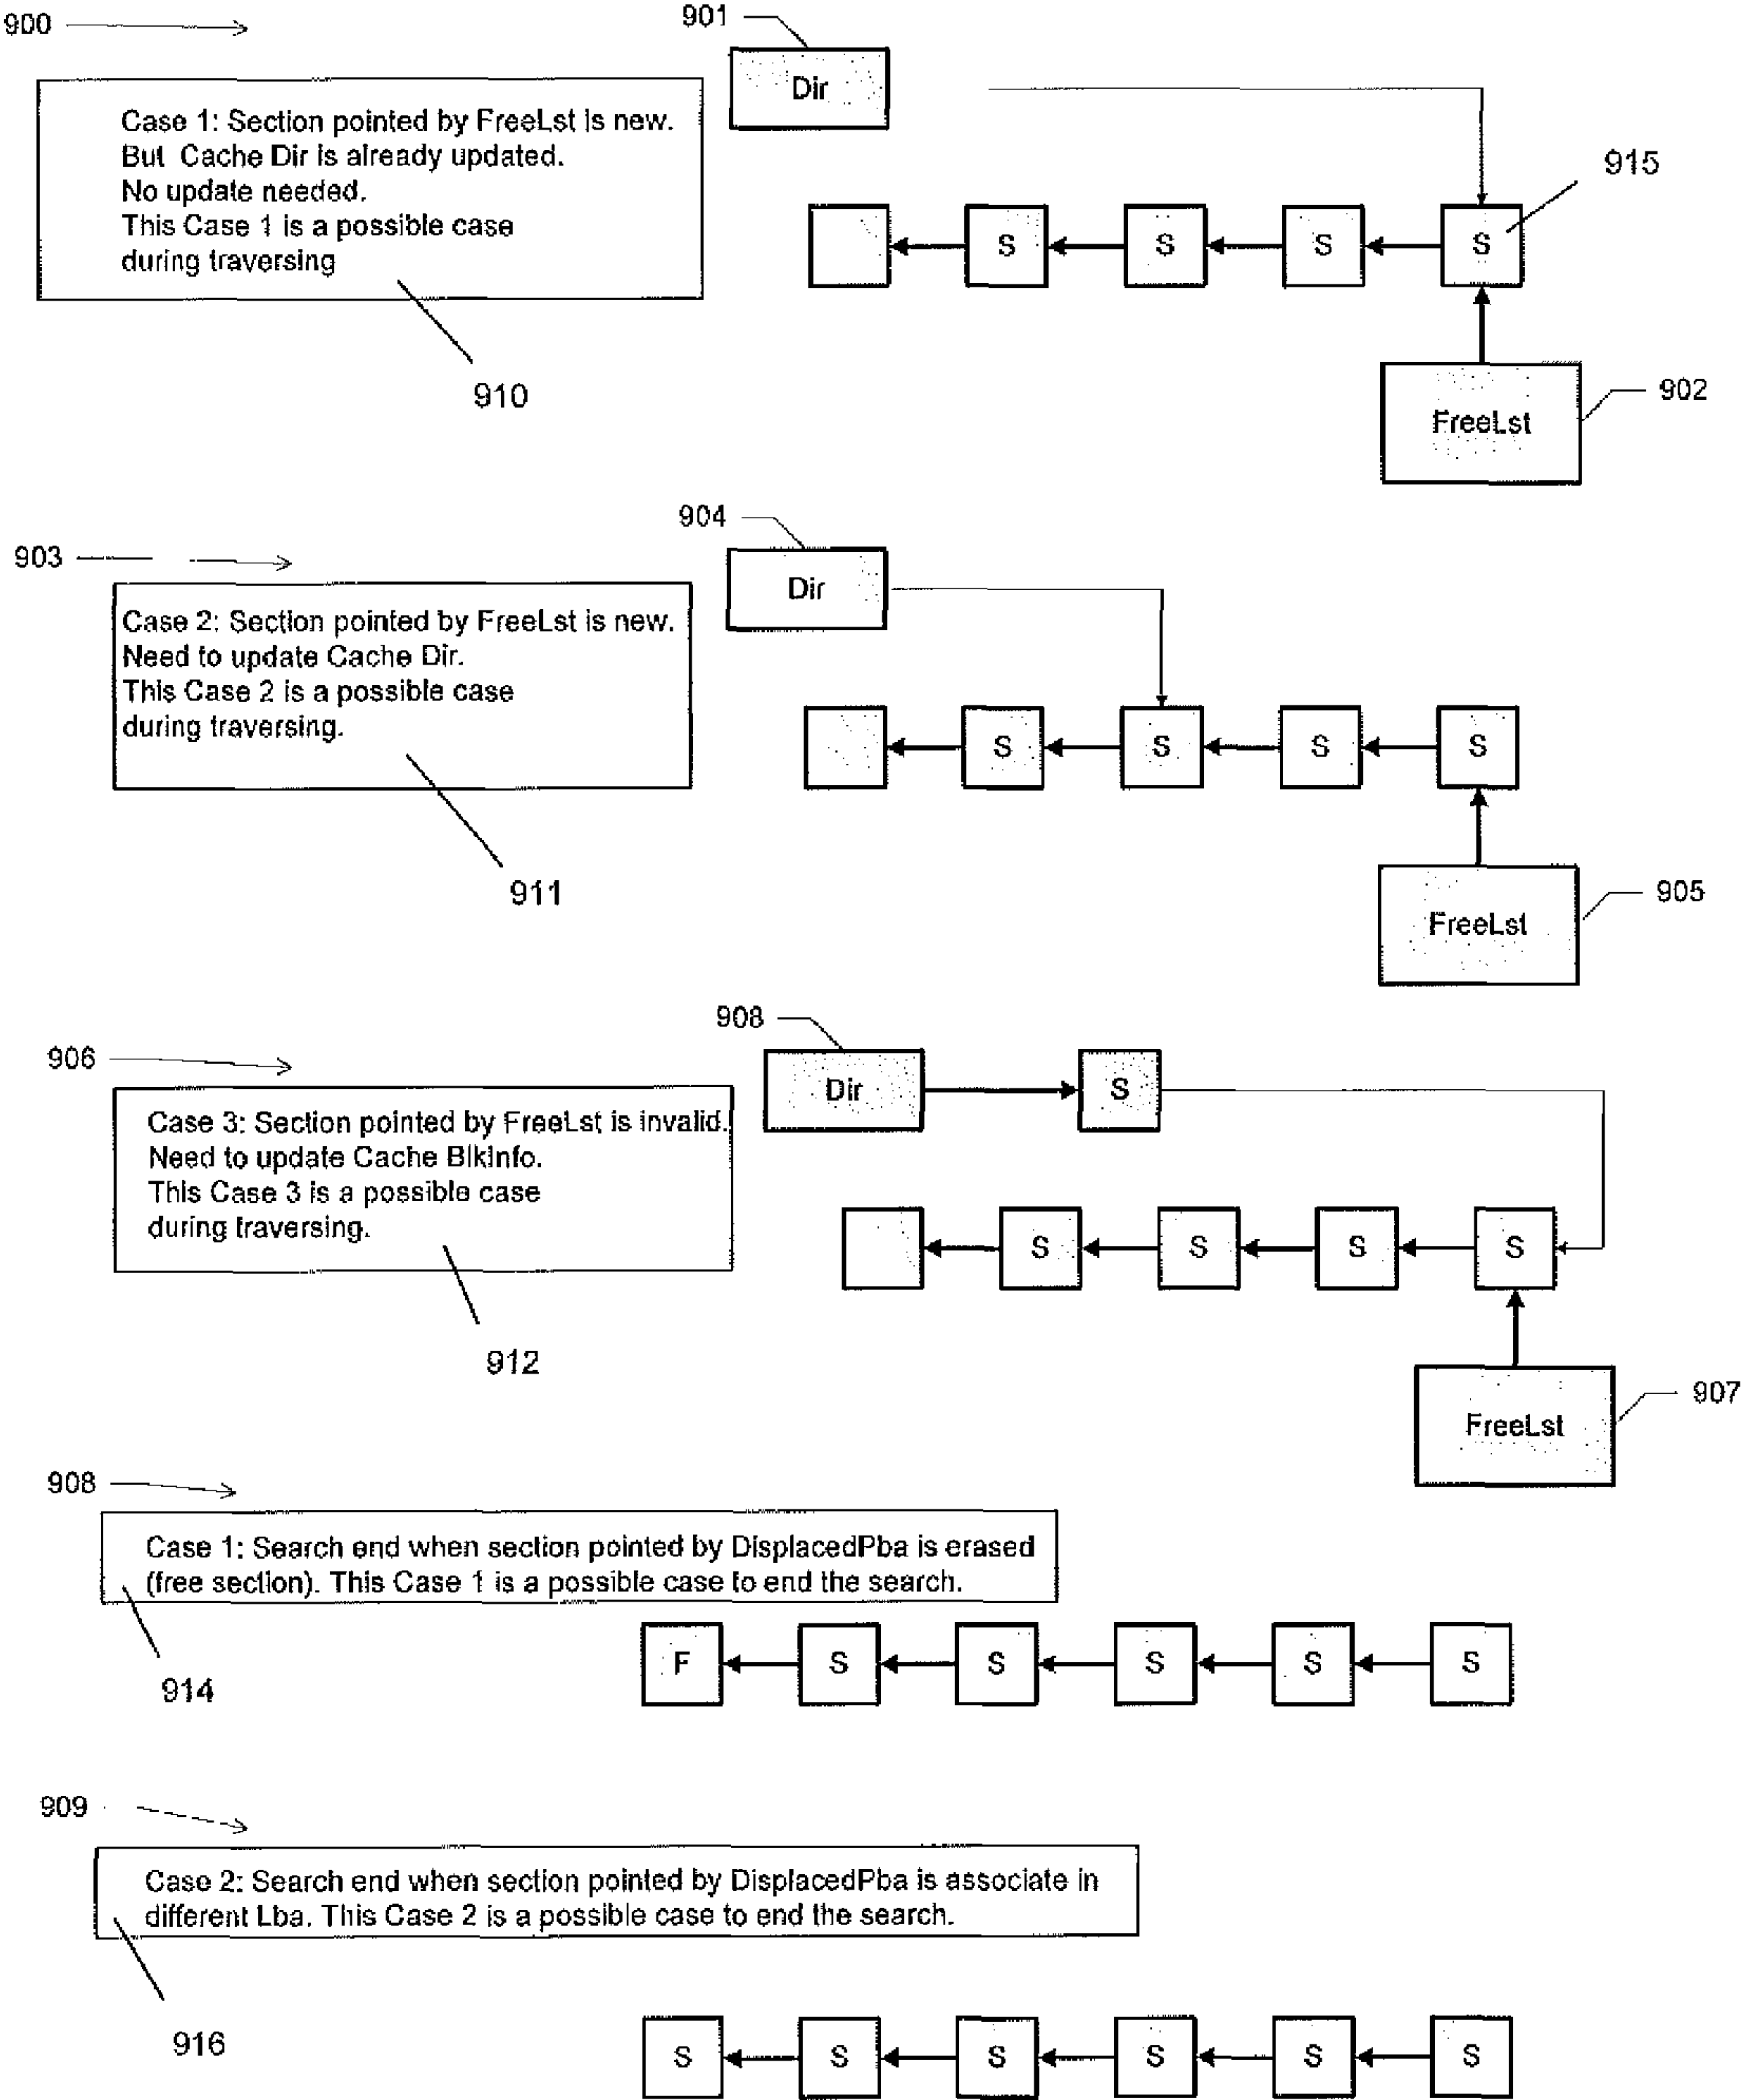 900
901
Dir
Case 1: Section pointed by FreeLst is new.
But Cache Dir is already updated.
No update needed.
This Case 1 is a possible case
during traversing
915
S S S S
910
902
FreeLst
904
903
Dir
Case 2: Section pointed by FreeLst is new.
Need to update Cache Dir.
This Case 2 is a possible case
during traversing.
S S S S
911
905
FreeLst
908
906
Dir S
Case 3: Section pointed by FreeLst is invalid.
Need to update Cache BlkInfo.
This Case 3 is a possible case
during traversing.
S S S S
912
907
FreeLst
908
Case 1: Search end when section pointed by DisplacedPba is erased
(free section). This Case 1 is a possible case to end the search.
F S S S S S
914
909
Case 2: Search end when section pointed by DisplacedPba is associate in
different Lba. This Case 2 is a possible case to end the search.
916
S S S S S S